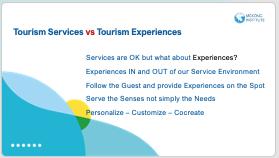 MEKONG
INSTITUTE
Tourism Services vs Tourism Experiences
Services are OK but what about Experiences?
Experiences IN and OUT of our Service Environment
Follow the Guest and provide Experiences on the Spot
Serve the Senses not simply the Needs
Personalize – Customize – Cocreate